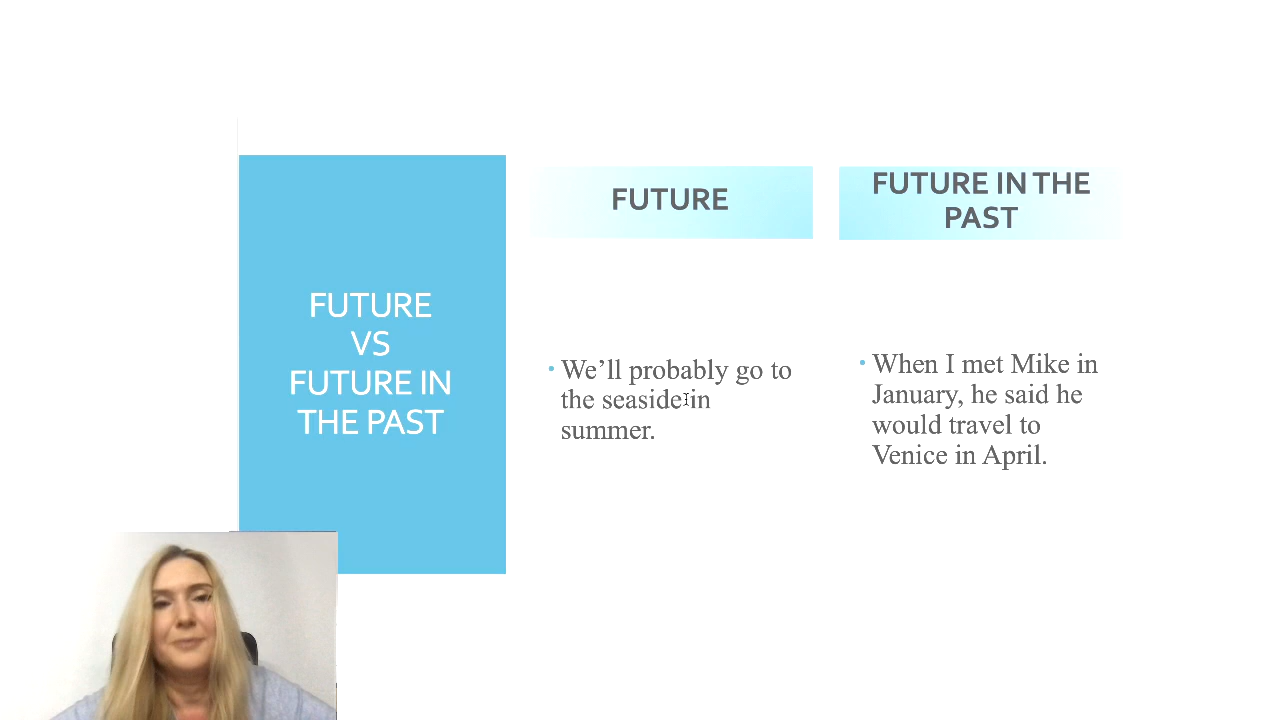 FUTURE
VS
FUTURE IN
THE PAST
FUTURE
We’ll probably go to
the seaside in
summer.
FUTURE IN THE
PAST
When I met Mike in
January, he said he
would travel to
Venice in April.